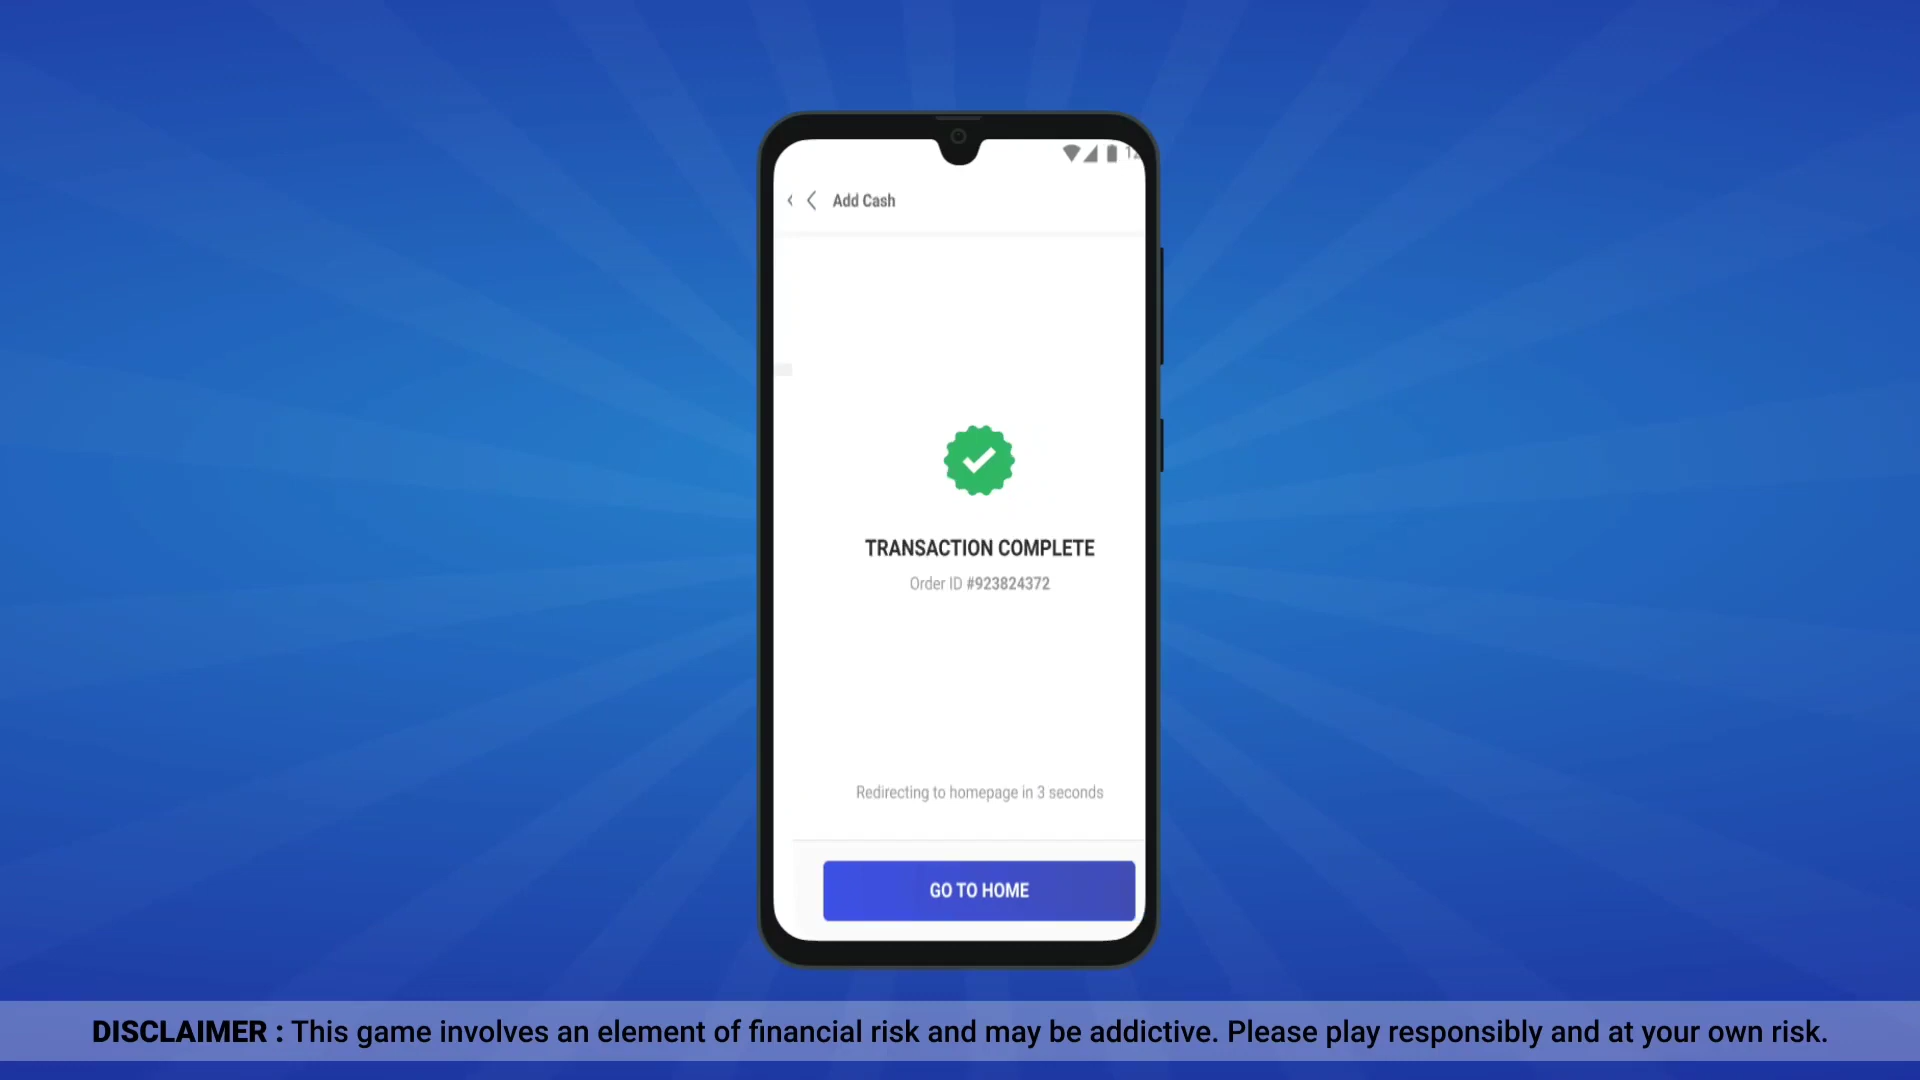 Add Cash
TRANSACTION COMPLETE
Order ID #923824372
Redirecting to homepage in 3 seconds
GO TO HOME
DISCLAIMER : This game involves an element of financial risk and may be addictive. Please play responsibly and at your own risk.